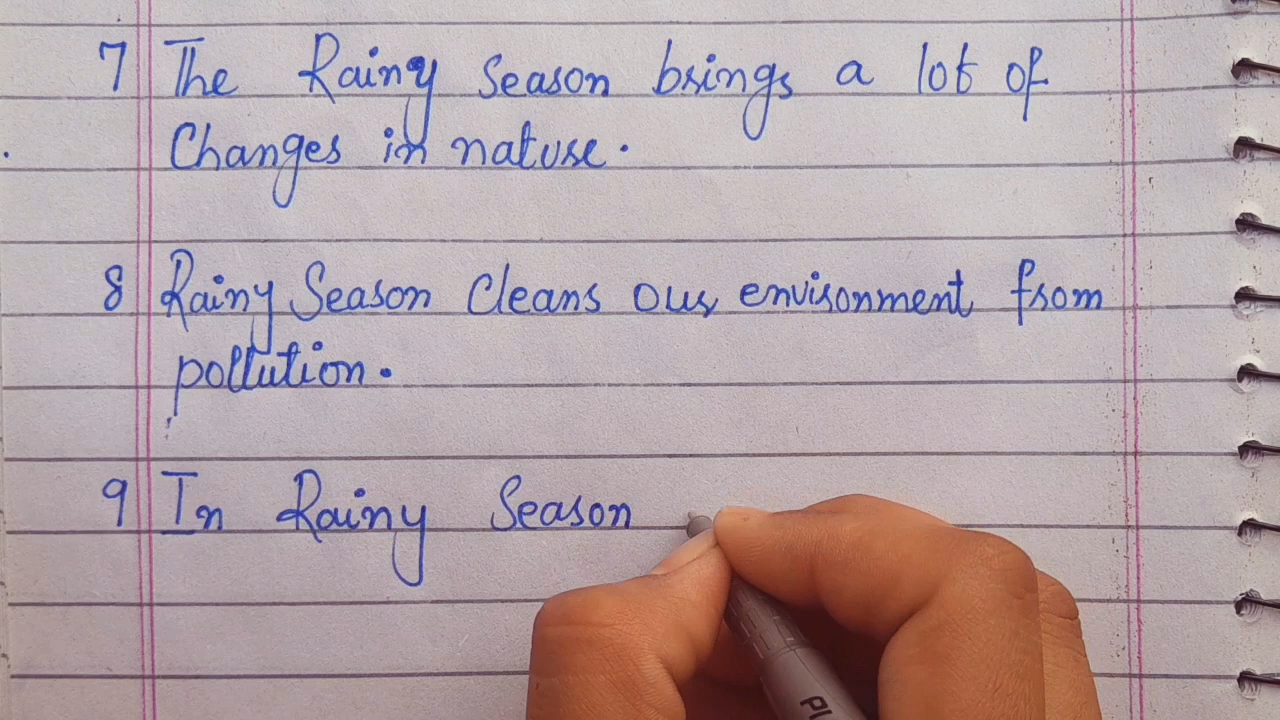 7 The Rainy Season brings a lot of
Changes in nature.
8 Rainy Season Cleans our environment from
pollution.
9 In Rainy Season